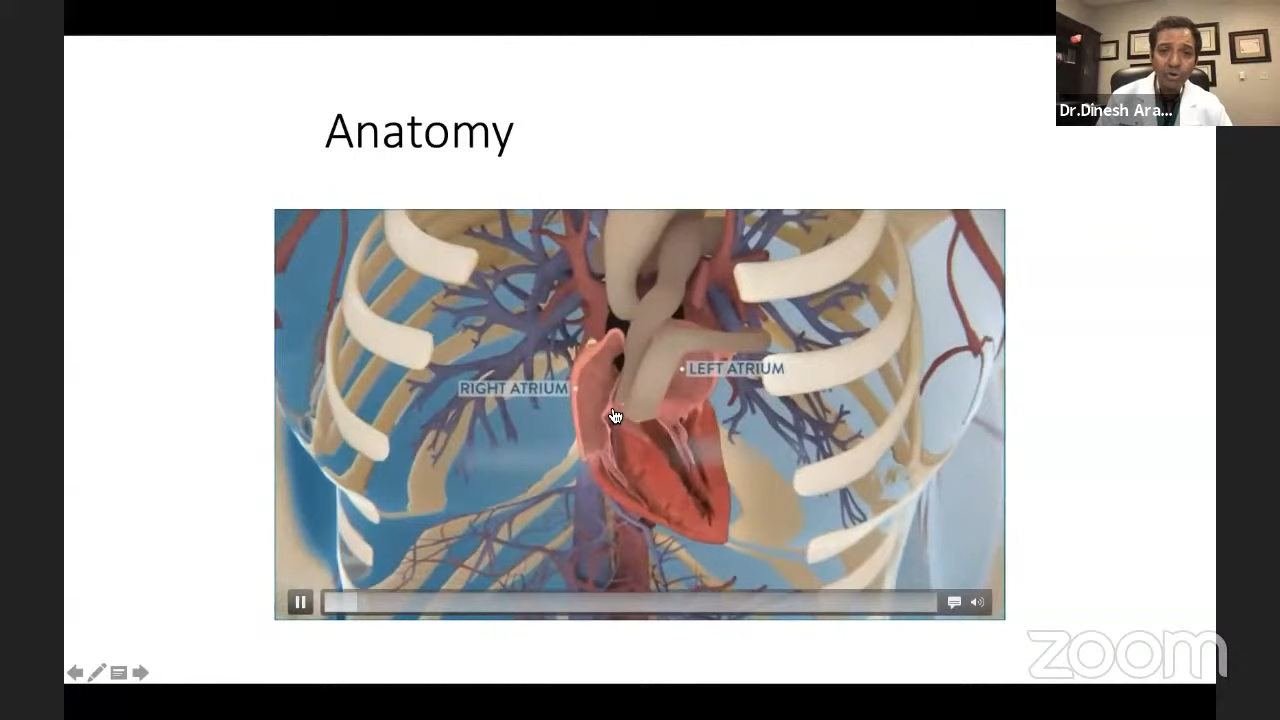 Dr.Dinesh Ara...
Anatomy
LEFT ATRIUM
RIGHT ATRIUM
zoom